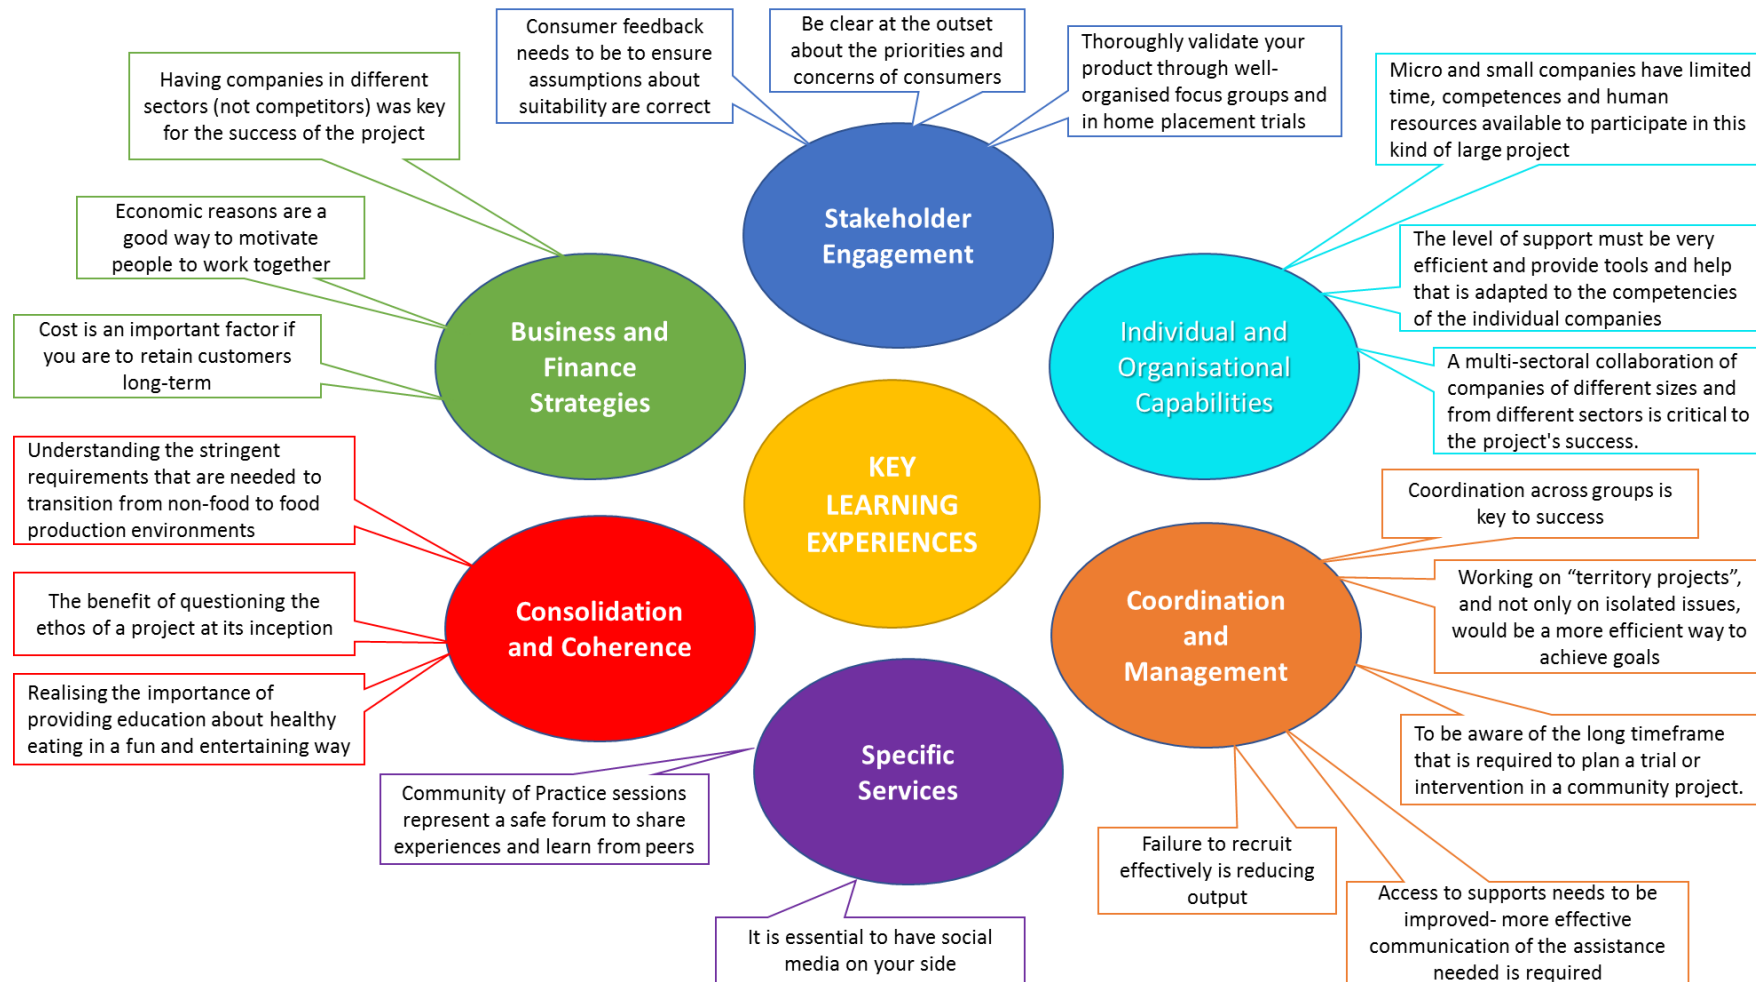 Consumer feedback
needs to be to ensure
assumptions about
suitability are correct
Be clear at the outset
about the priorities and
concerns of consumers
Thoroughly validate your
product through well-
organised focus groups and
in home placement trials
Having companies in different
sectors (not competitors) was key
for the success of the project
Micro and small companies have limited
time, competences and human
resources available to participate in this
kind of large project
Economic reasons are a
good way to motivate
people to work together
Stakeholder
Engagement
The level of support must be very
efficient and provide tools and help
that is adapted to the competencies
of the individual companies
Cost is an important factor if
you are to retain customers
long-term
Business and
Finance
Strategies
Individual and
Organisational
Capabilities
A multi-sectoral collaboration of
companies of different sizes and
from different sectors is critical to
the project's success.
Understanding the stringent
requirements that are needed to
transition from non-food to food
production environments
KEY
LEARNING
EXPERIENCES
Coordination across groups is
key to success
The benefit of questioning the
ethos of a project at its inception
Consolidation
and Coherence
Coordination
and
Management
Working on “territory projects”,
and not only on isolated issues,
would be a more efficient way to
achieve goals
Realising the importance of
providing education about healthy
eating in a fun and entertaining way
Specific
Services
To be aware of the long timeframe
that is required to plan a trial or
intervention in a community project.
Community of Practice sessions
represent a safe forum to share
experiences and learn from peers
Failure to recruit
effectively is reducing
output
It is essential to have social
media on your side
Access to supports needs to be
improved- more effective
communication of the assistance
needed is required